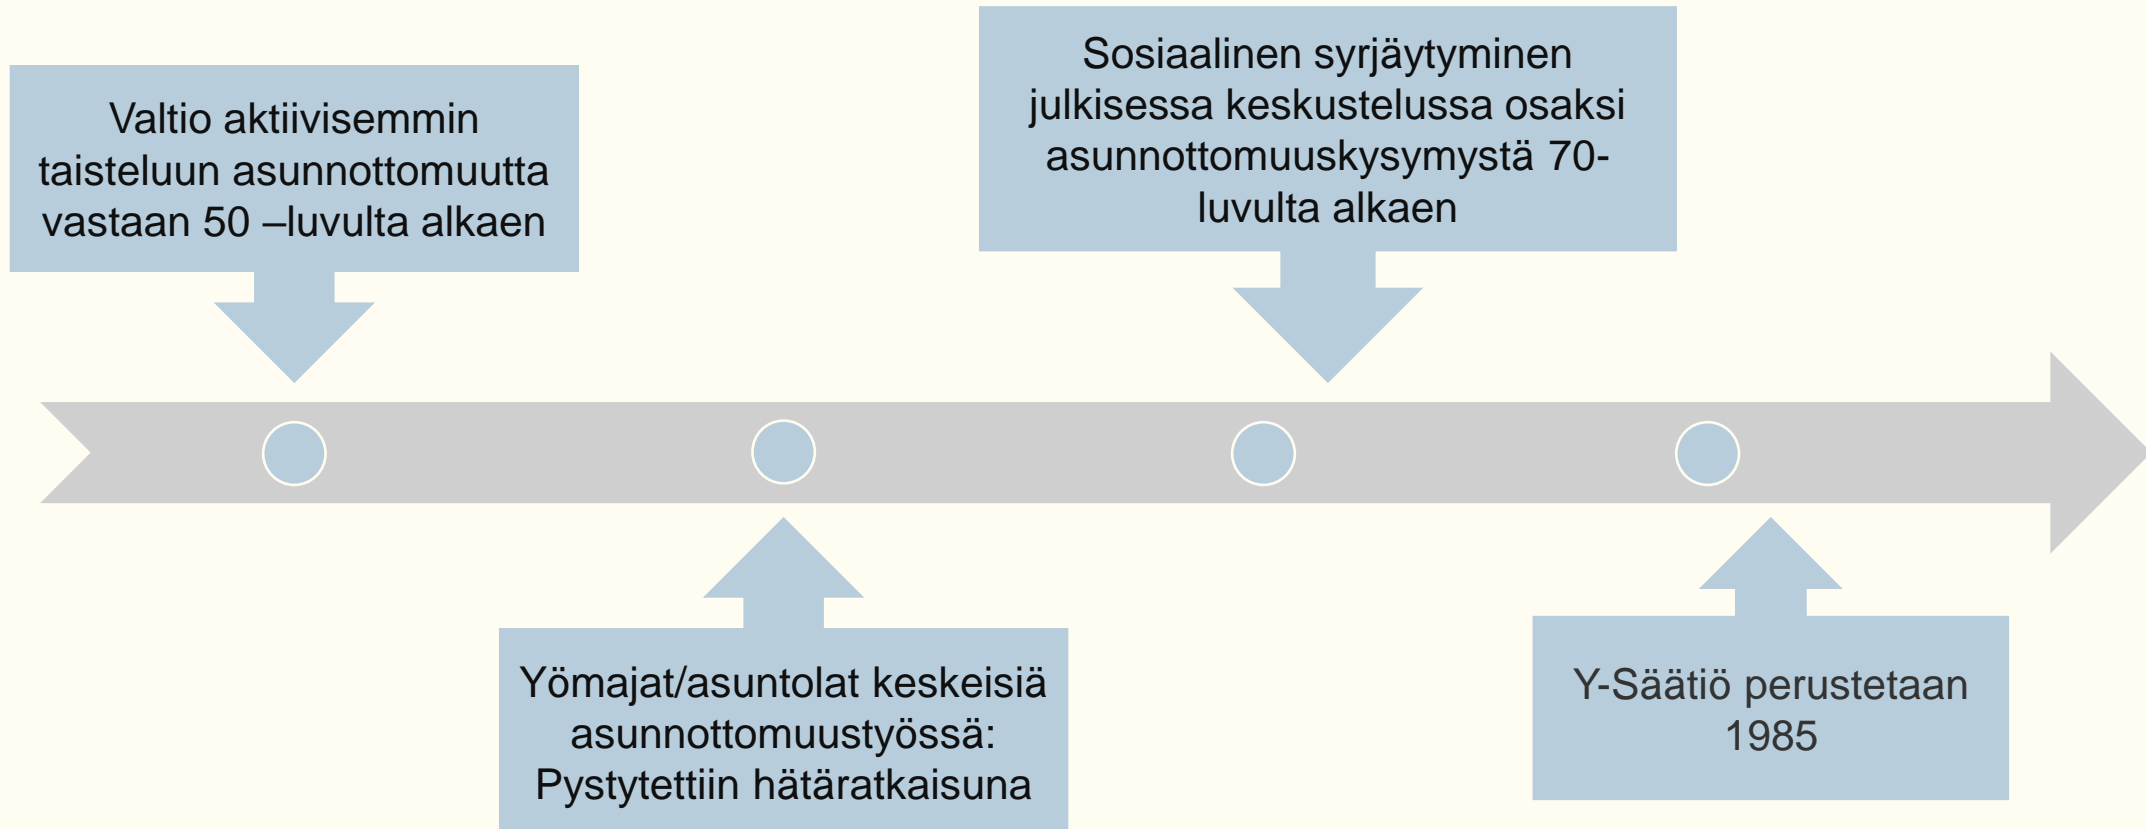 Valtio aktiivisemmin
taisteluun asunnottomuutta
vastaan 50 –luvulta alkaen
Yömajat/asuntolat keskeisiä
asunnottomuustyössä:
Pystytettiin hätäratkaisuna
Sosiaalinen syrjäytyminen
julkisessa keskustelussa osaksi
asunnottomuuskysymystä 70-
luvulta alkaen
Y-Säätiö perustetaan
1985